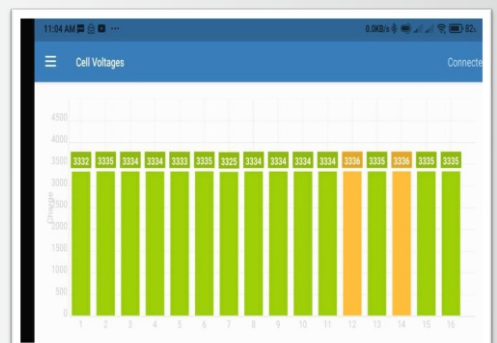 11:04 AM ...
0.0KB/s 82%
Cell Voltages Connecte
4500
4000
3500 3332 3335 3334 3334 3333 3335 3325 3334 3334 3334 3334 3336 3335 3336 3335 3335
3000
2500
2000
1500
1000
500
0
Charge
1 2 3 4 5 6 7 8 9 10 11 12 13 14 15 16